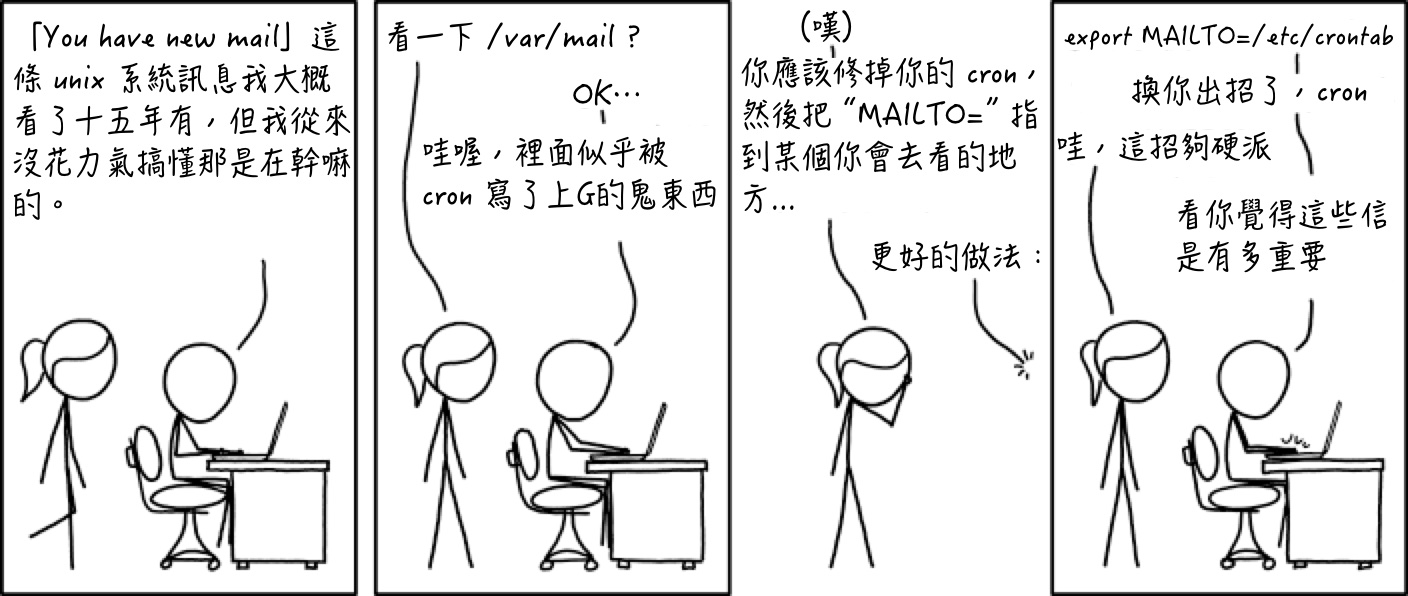 「You have new mail」這
條 unix 系統訊息我大概
看了十五年有，但我從來
沒花力氣搞懂那是在幹嘛
的。
看一下 /var/mail ?
OK…
哇喔，裡面似乎被
cron 寫了上G的鬼東西
(嘆)
你應該修掉你的 cron，
然後把“MAILTO=”指
到某個你會去看的地
方...
更好的做法：
export MAILTO=/etc/crontab
換你出招了，cron
哇，這招夠硬派
看你覺得這些信
是有多重要